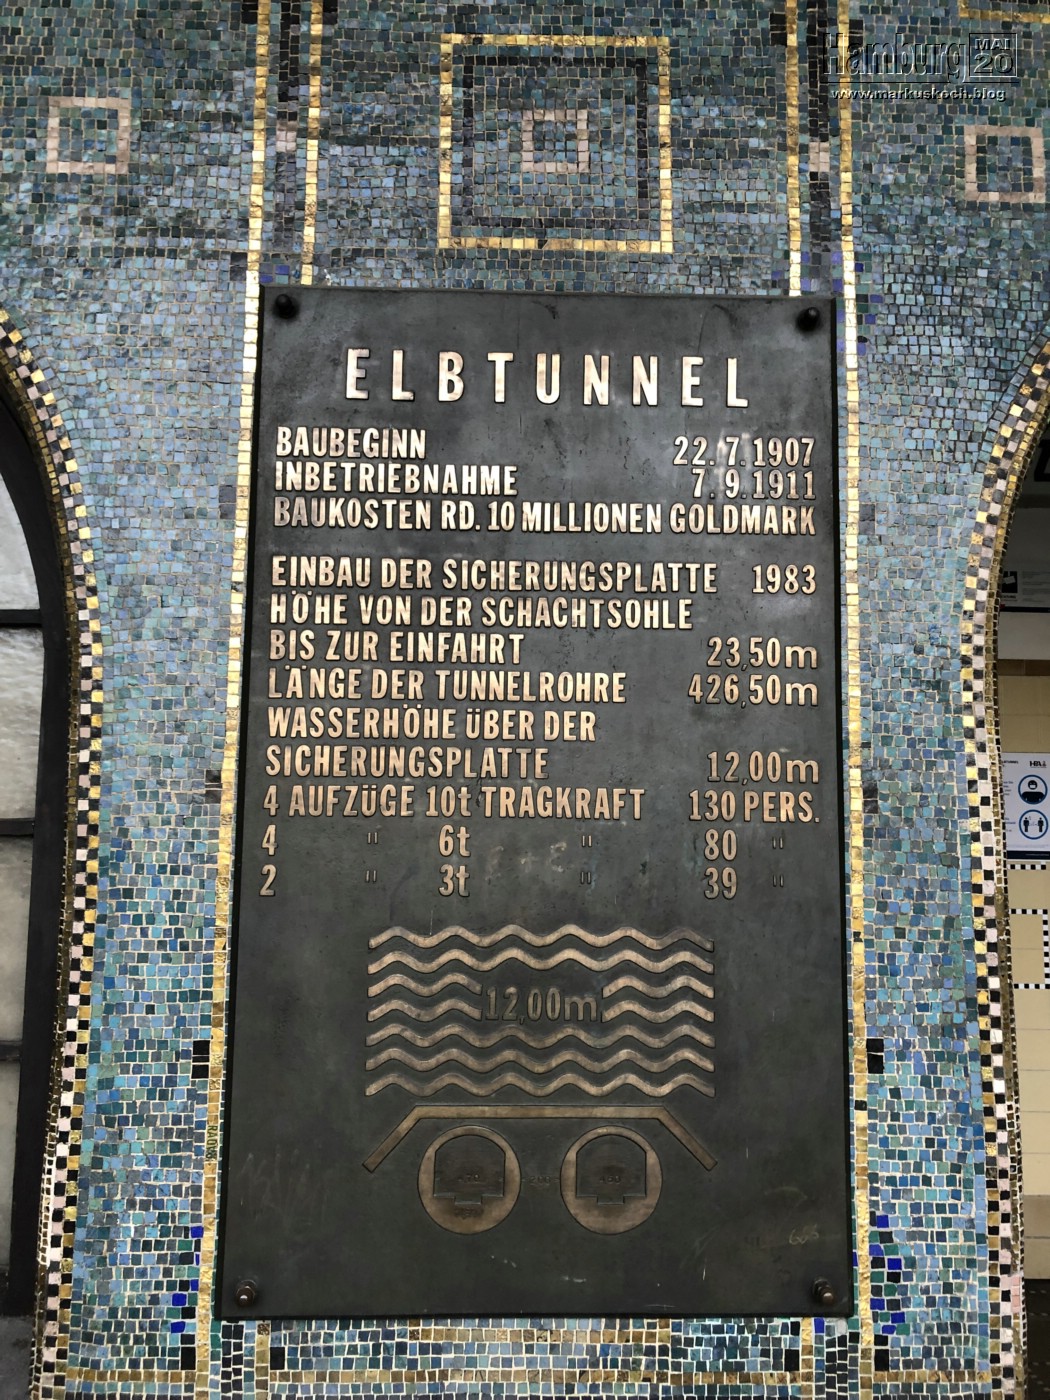 Hamburg MAI 20
www.markuskoch.blog
ELBTUNNEL
BAUBEGINN 22.7.1907
INBETRIEBNAHME 7.9.1911
BAUKOSTEN RD.10 MILLIONEN GOLDMARK
EINBAU DER SICHERUNGSPLATTE 1983
HÖHE VON DER SCHACHTSOHLE
BIS ZUR EINFAHRT 23,50m
LÄNGE DER TUNNELROHRE 426,50m
WASSERHÖHE ÜBER DER
SICHERUNGSPLATTE 12,00m
4 AUFZÜGE 10t TRAGKRAFT 130 PERS.
4 " 6t " 80 "
2 " 3t " 39 "
12,00m